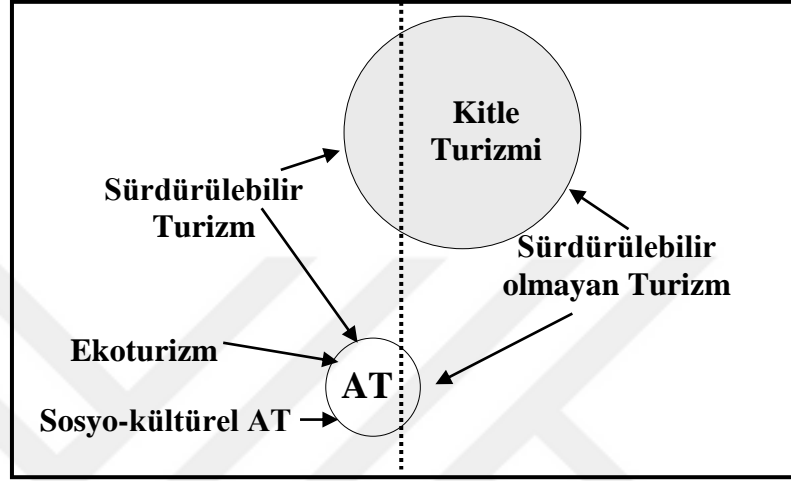 Kitle
Turizmi
Sürdürülebilir
Turizm
Sürdürülebilir
olmayan Turizm
Ekoturizm
AT
Sosyo-kültürel AT